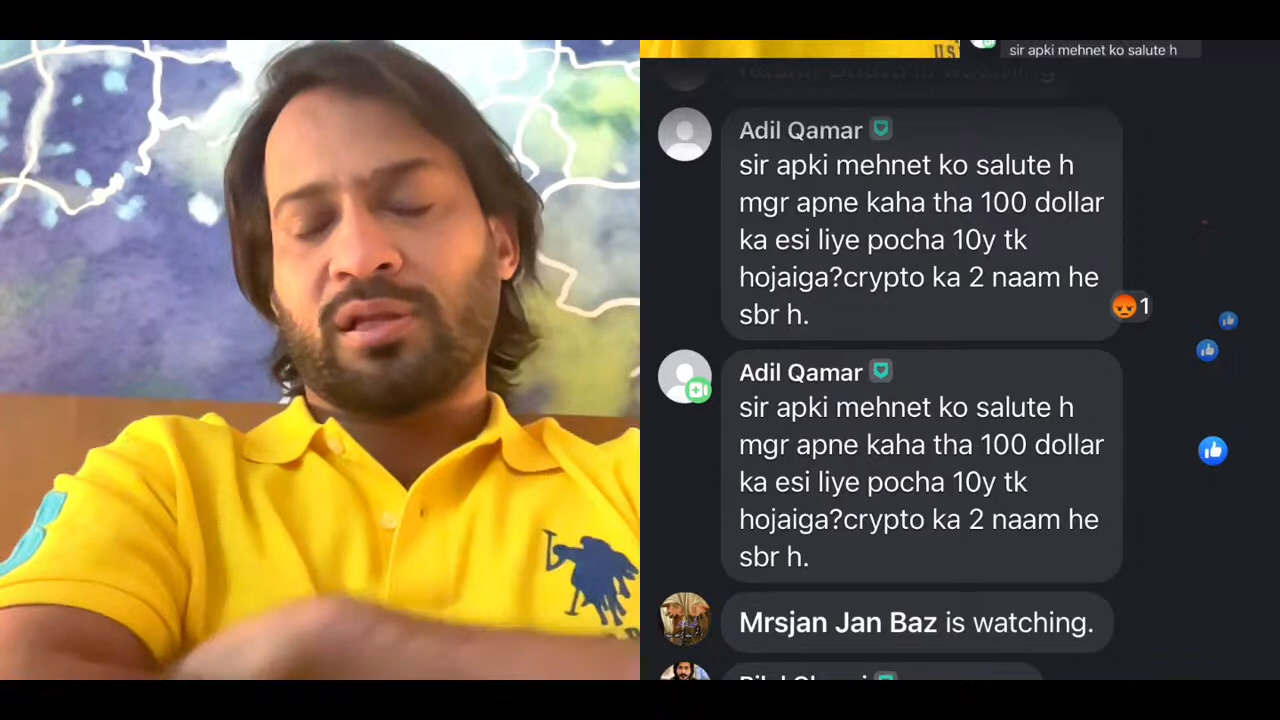 sir apki mehnet ko salute h
Adil Qamar
sir apki mehnet ko salute h
mgr apne kaha tha 100 dollar
ka esi liye pocha 10y tk
hojaiga?crypto ka 2 naam he
sbr h.
1
Adil Qamar
sir apki mehnet ko salute h
mgr apne kaha tha 100 dollar
ka esi liye pocha 10y tk
hojaiga?crypto ka 2 naam he
sbr h.
Mrsjan Jan Baz is watching.